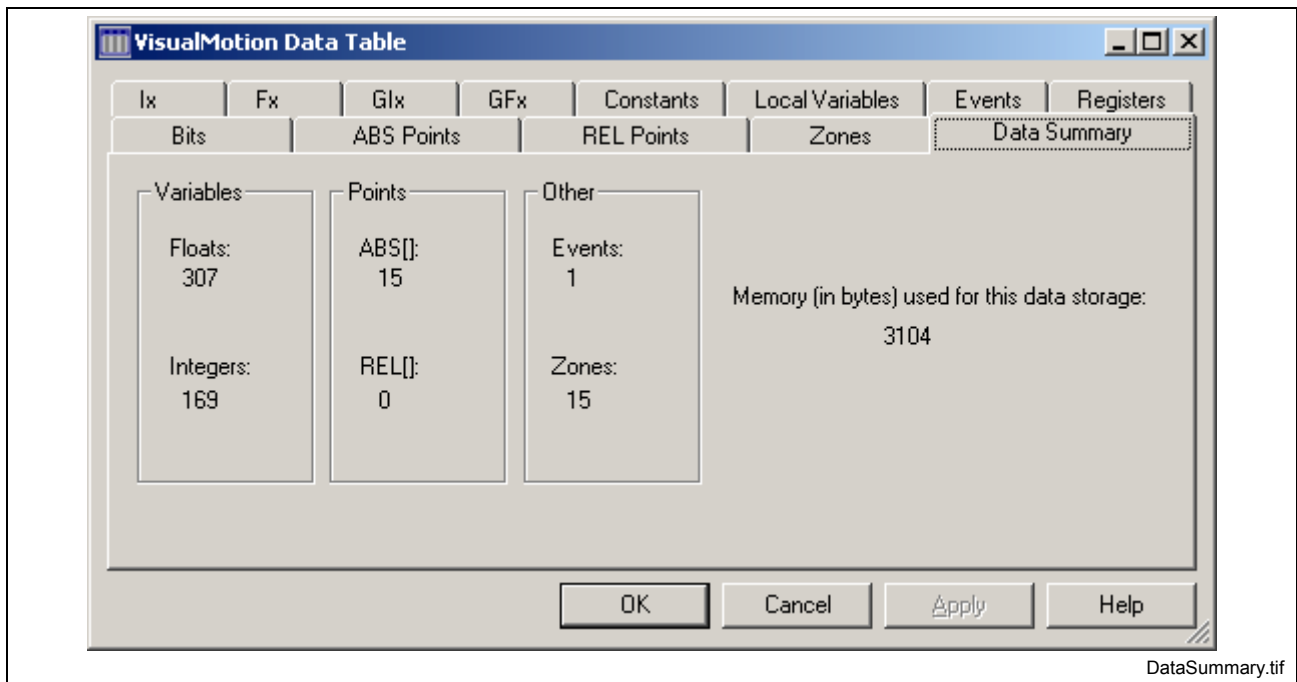 VisualMotion Data Table
Ix Fx GIx GFx Constants Local Variables Events Registers
Bits ABS Points REL Points Zones Data Summary
Variables Points Other
Floats: ABS[]: Events:
307 15 1
Memory (in bytes) used for this data storage:
3104
Integers: REL[]: Zones:
169 0 15
OK Cancel Apply Help
DataSummary.tif